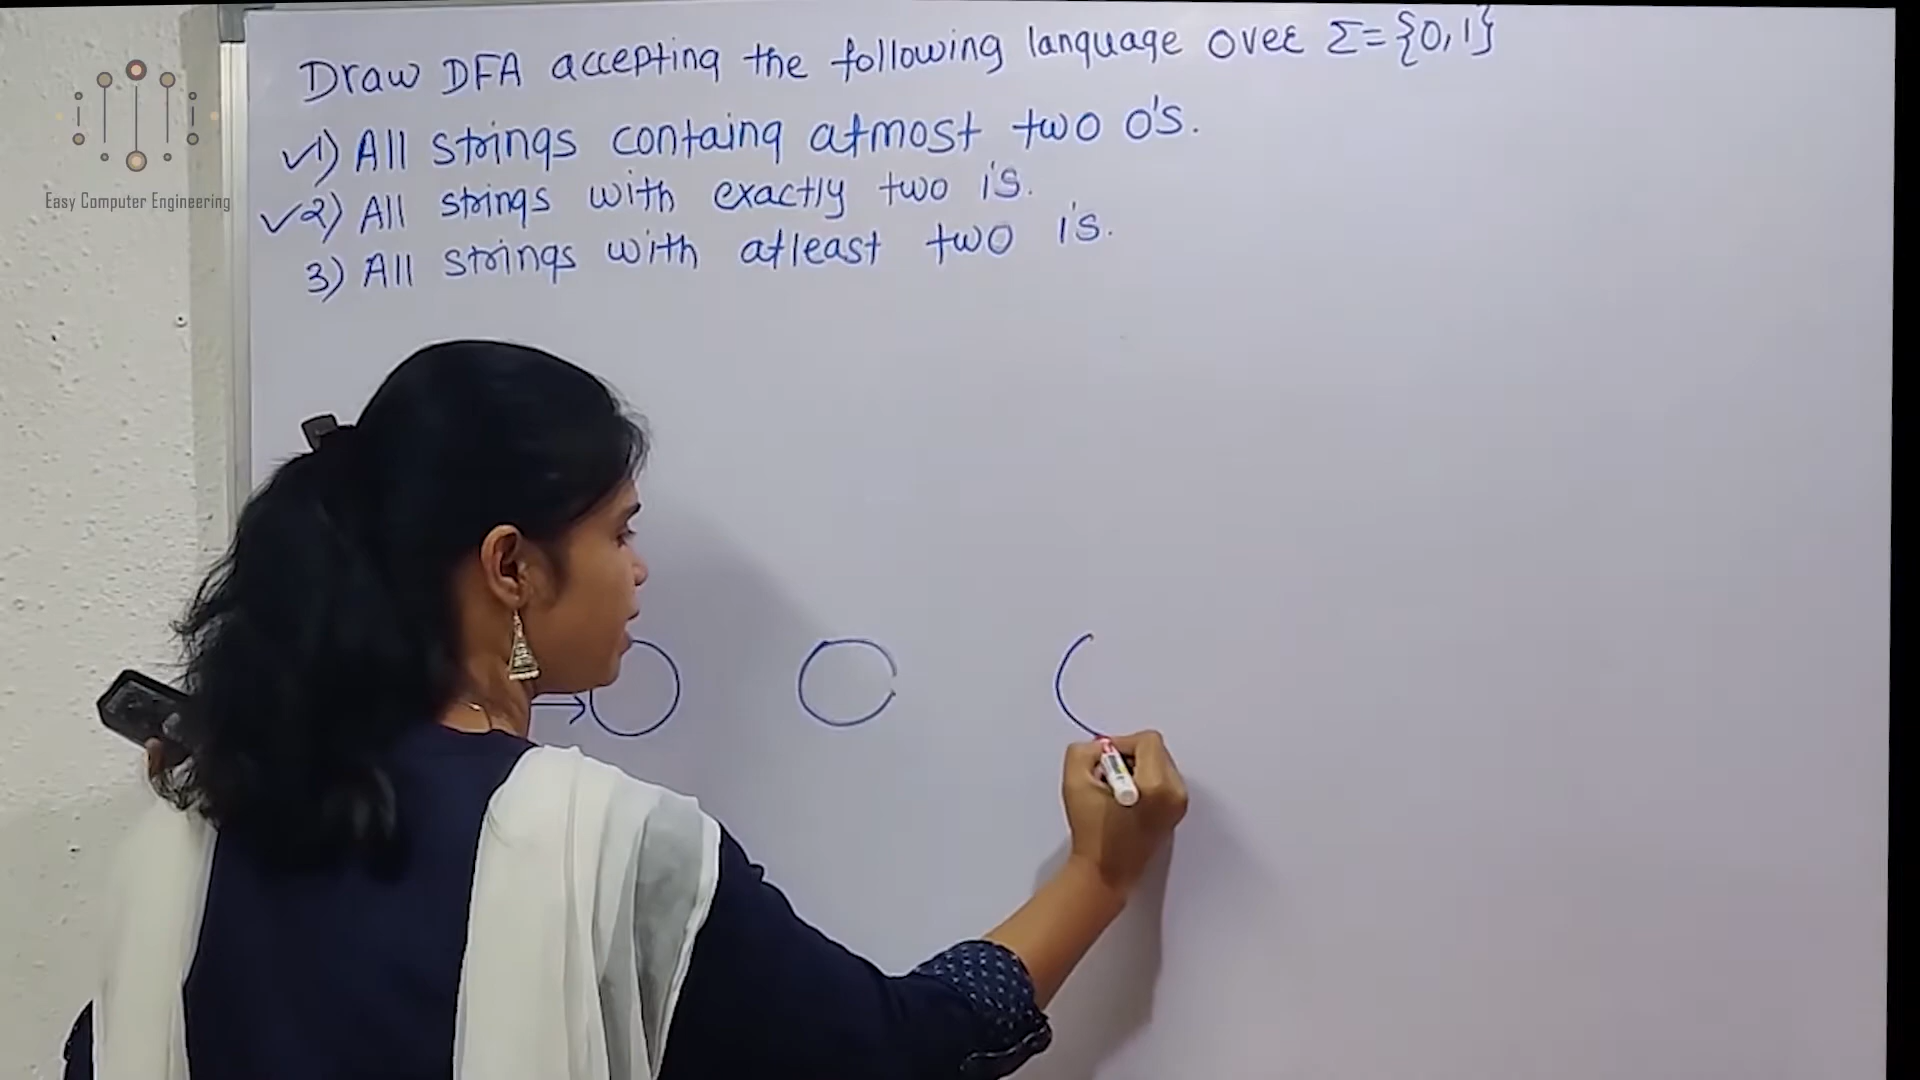 Draw DFA accepting the following language over Σ={0,1}
✓1) All strings containg atmost two 0's.
✓2) All strings with exactly two 1's.
3) All strings with atleast two 1's.
Easy Computer Engineering